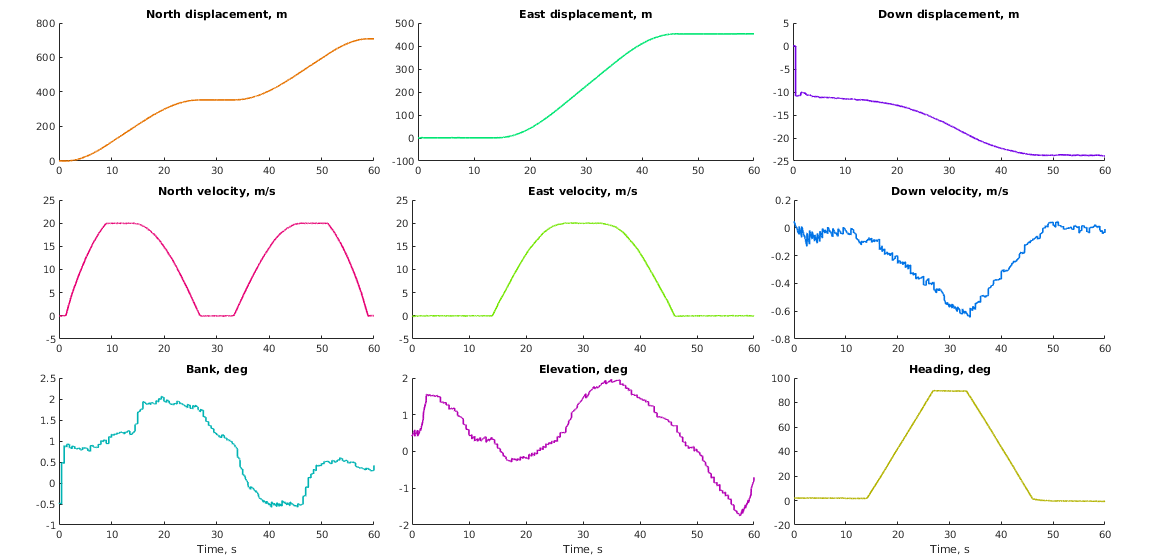 North displacement, m
800
600
400
200
0
0 10 20 30 40 50 60
East displacement, m
500
400
300
200
100
0
-100
0 10 20 30 40 50 60
Down displacement, m
5
0
-5
-10
-15
-20
-25
0 10 20 30 40 50 60
North velocity, m/s
25
20
15
10
5
0
-5
0 10 20 30 40 50 60
East velocity, m/s
25
20
15
10
5
0
-5
0 10 20 30 40 50 60
Down velocity, m/s
0.2
0
-0.2
-0.4
-0.6
-0.8
0 10 20 30 40 50 60
Bank, deg
2.5
2
1.5
1
0.5
0
-0.5
-1
0 10 20 30 40 50 60
Time, s
Elevation, deg
2
1
0
-1
-2
0 10 20 30 40 50 60
Time, s
Heading, deg
100
80
60
40
20
0
-20
0 10 20 30 40 50 60
Time, s